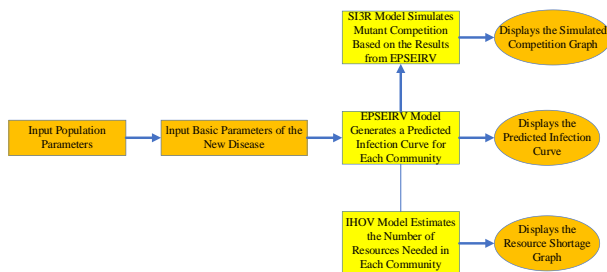 SI3R Model Simulates
Mutant Competition
Based on the Results
from EPSEIRV
Displays the Simulated
Competition Graph
Input Population
Parameters
Input Basic Parameters of the
New Disease
EPSEIRV Model
Generates a Predicted
Infection Curve for
Each Community
Displays the
Predicted Infection
Curve
IHOV Model Estimates
the Number of
Resources Needed in
Each Community
Displays the
Resource Shortage
Graph